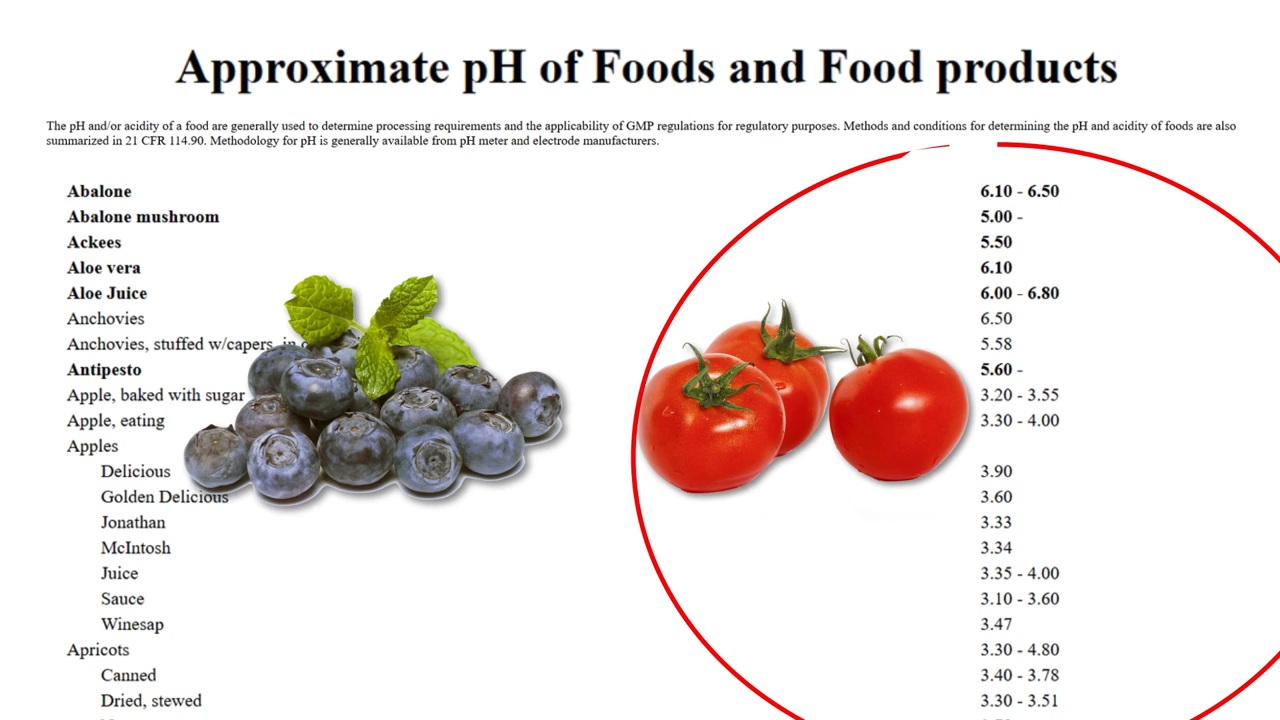 Approximate pH of Foods and Food products
The pH and/or acidity of a food are generally used to determine processing requirements and the applicability of GMP regulations for regulatory purposes. Methods and conditions for determining the pH and acidity of foods are also
summarized in 21 CFR 114.90. Methodology for pH is generally available from pH meter and electrode manufacturers.
Abalone 6.10 - 6.50
Abalone mushroom 5.00 -
Ackees 5.50
Aloe vera 6.10
Aloe Juice 6.00 - 6.80
Anchovies 6.50
Anchovies, stuffed w/capers, in 5.58
Antipesto 5.60 -
Apple, baked with sugar 3.20 - 3.55
Apple, eating 3.30 - 4.00
Apples
Delicious 3.90
Golden Delicious 3.60
Jonathan 3.33
McIntosh 3.34
Juice 3.35 - 4.00
Sauce 3.10 - 3.60
Winesap 3.47
Apricots 3.30 - 4.80
Canned 3.40 - 3.78
Dried, stewed 3.30 - 3.51